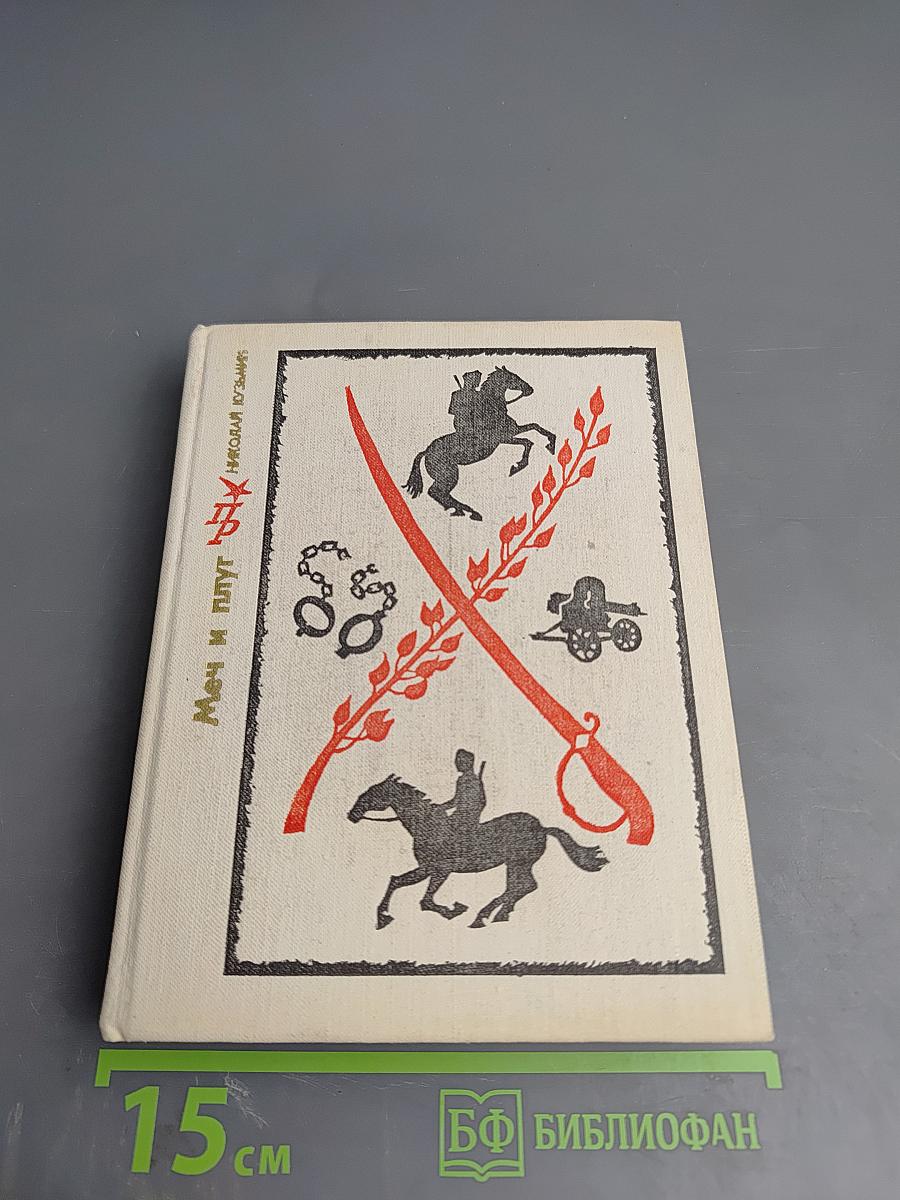 Меч и плуг
НИКОЛАЙ КУЗЬМИН
15 см
БФ БИБЛИОФАН